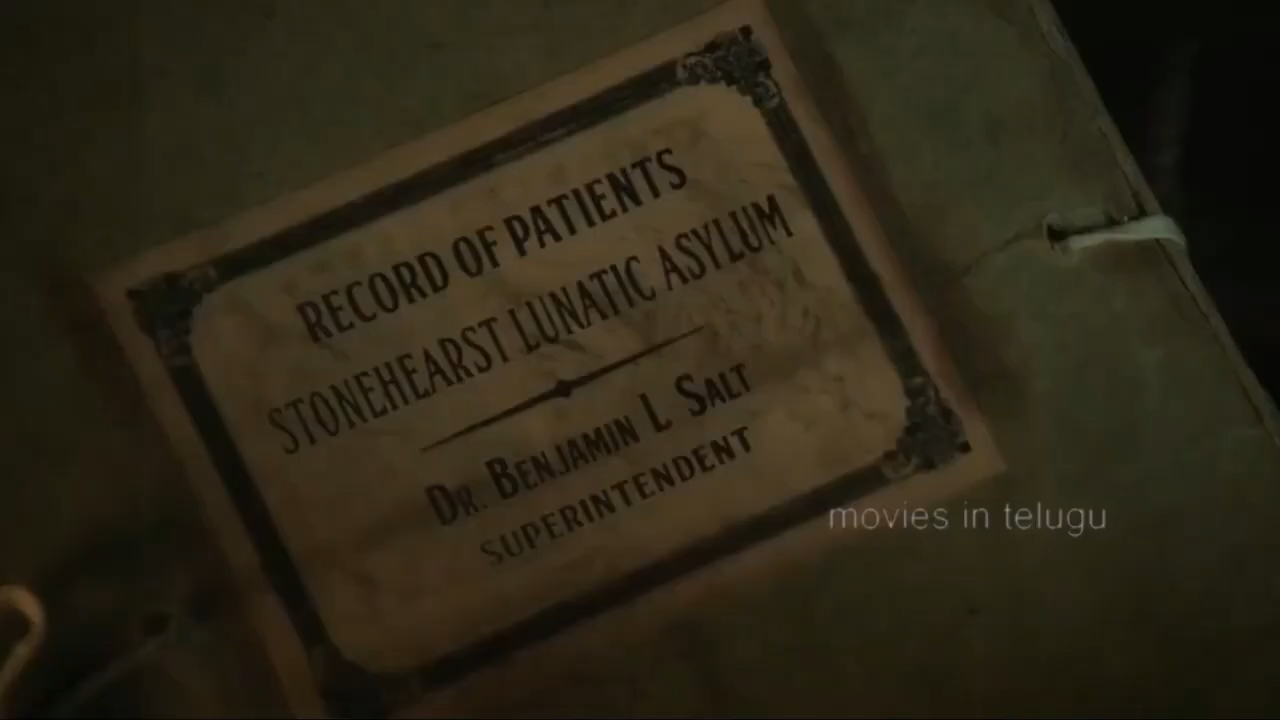 RECORD OF PATIENTS
STONEHEARST LUNATIC ASYLUM
DR. BENJAMIN L SALT
SUPERINTENDENT
movies in telugu